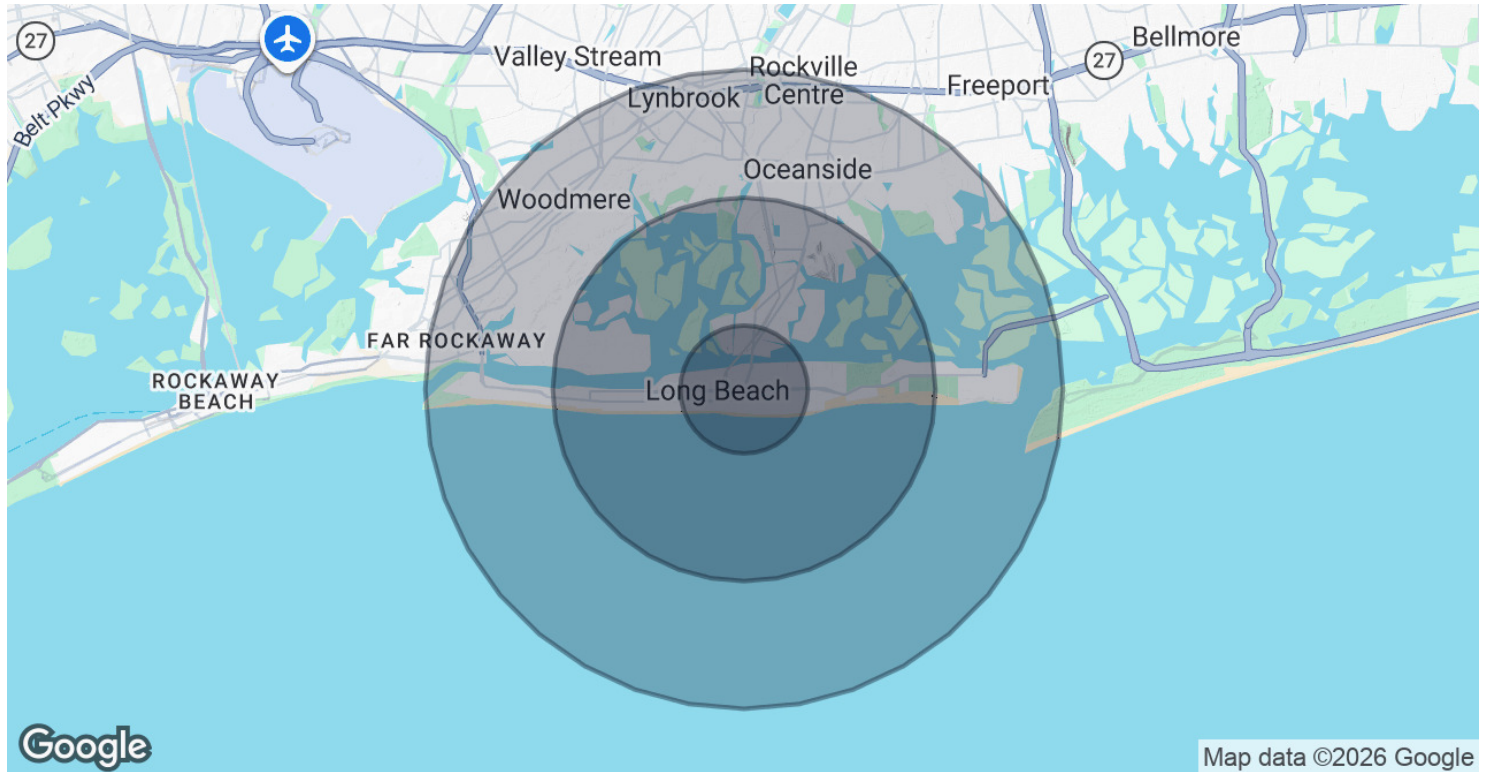 27
Belt Pkwy
Valley Stream
Lynbrook
Rockville
Centre
Freeport
27
Bellmore
Oceanside
Woodmere
FAR ROCKAWAY
ROCKAWAY
BEACH
Long Beach
Google
Map data ©2026 Google